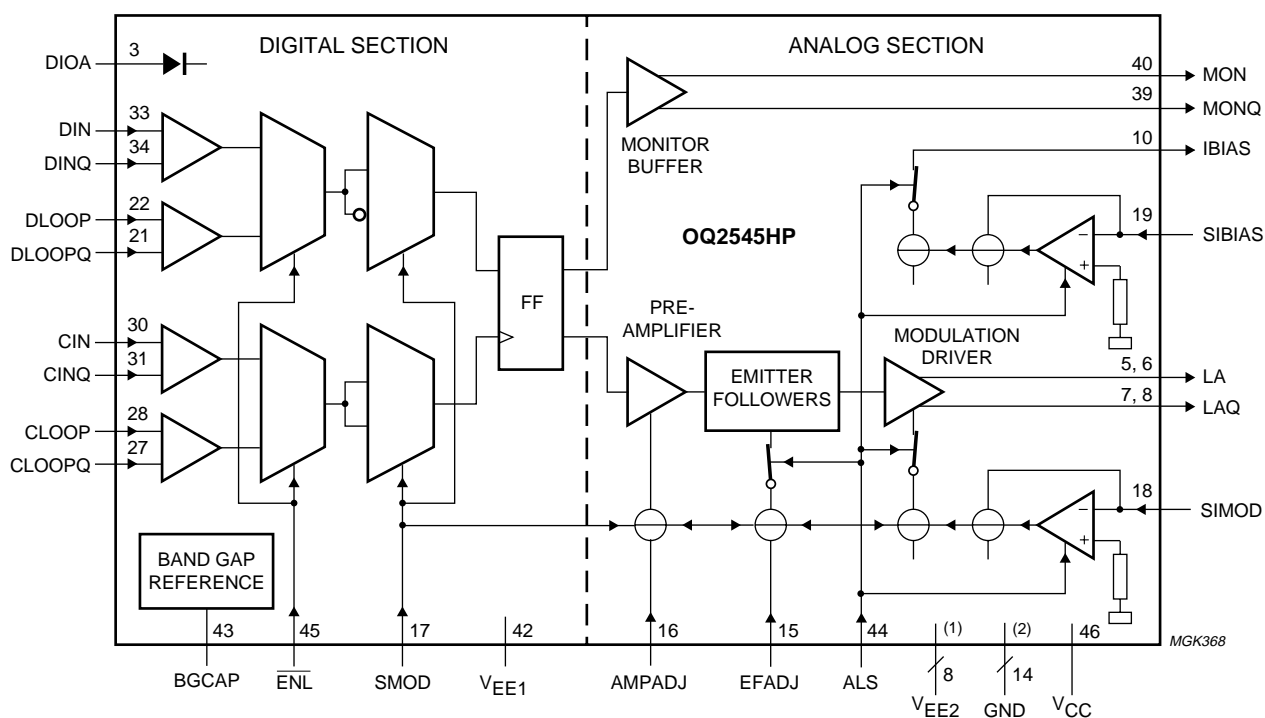 DIGITAL SECTION
ANALOG SECTION
DIOA
3
40
MON
39
MONQ
DIN
33
DINQ
34
MONITOR
BUFFER
10
IBIAS
DLOOP
22
DLOOPQ
21
OQ2545HP
19
SIBIAS
FF
PRE-
AMPLIFIER
CIN
30
CINQ
31
MODULATION
DRIVER
EMITTER
FOLLOWERS
5, 6
LA
7, 8
LAQ
CLOOP
28
CLOOPQ
27
18
SIMOD
BAND GAP
REFERENCE
43
45
17
42
16
15
44
(1)
(2)
46
MGK368
BGCAP
ENL
SMOD
VEE1
AMPADJ
EFADJ
ALS
8
VEE2
14
GND
VCC
−
+
−
+